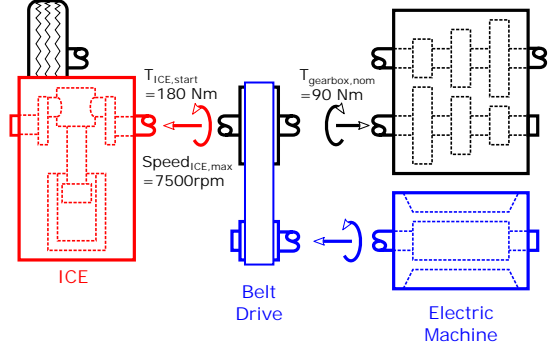 T_ICE,start
=180 Nm
T_gearbox,nom
=90 Nm
Speed_ICE,max
=7500rpm
ICE
Belt
Drive
Electric
Machine